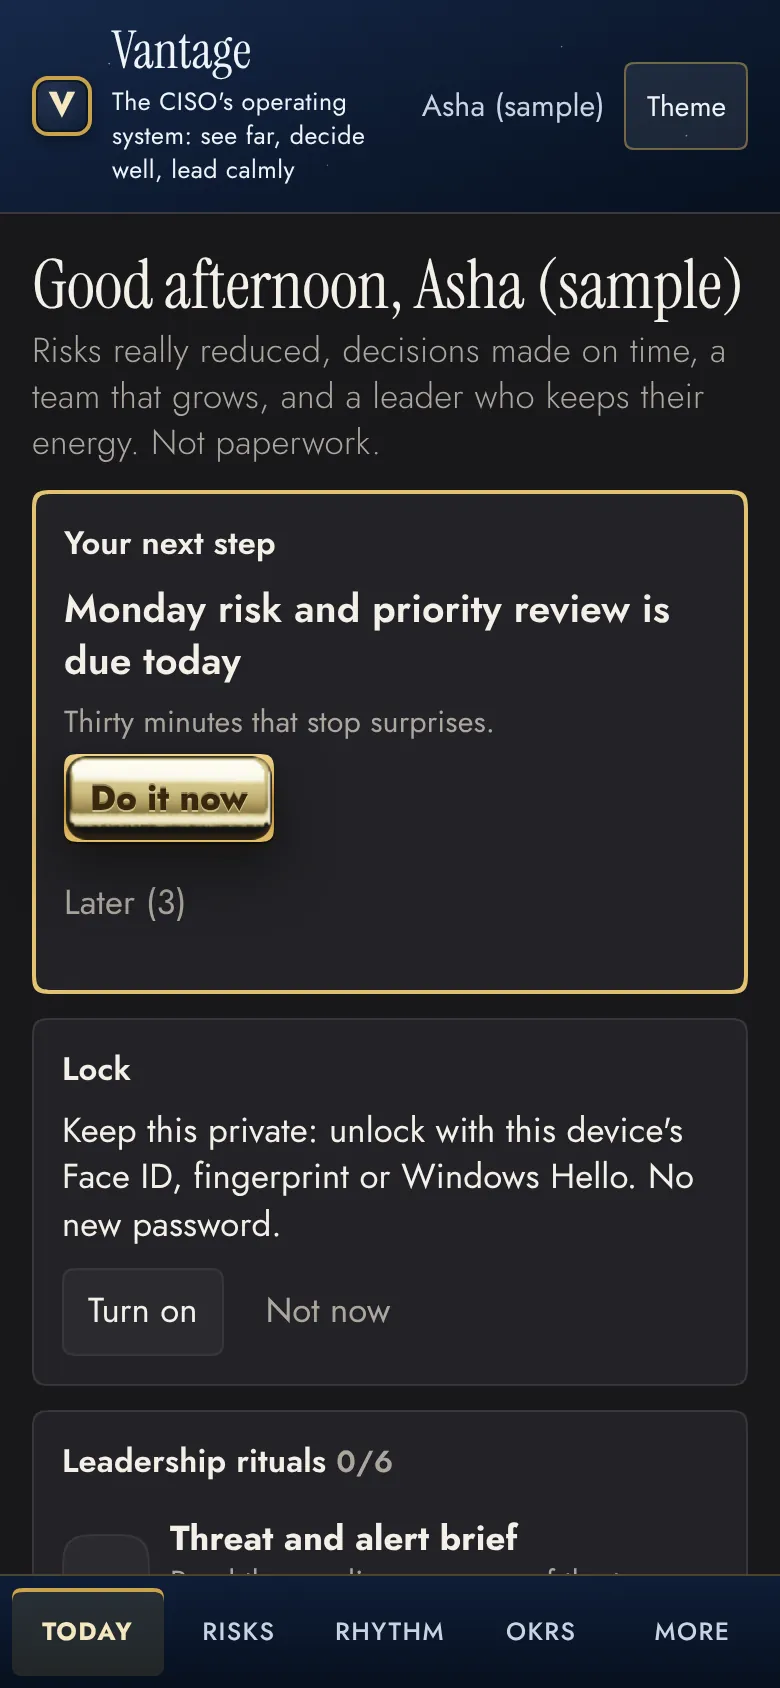 V
Vantage
The CISO's operating
system: see far, decide
well, lead calmly
Asha (sample)
Theme
Good afternoon, Asha (sample)
Risks really reduced, decisions made on time, a
team that grows, and a leader who keeps their
energy. Not paperwork.
Your next step
Monday risk and priority review is
due today
Thirty minutes that stop surprises.
Do it now
Later (3)
Lock
Keep this private: unlock with this device's
Face ID, fingerprint or Windows Hello. No
new password.
Turn on
Not now
Leadership rituals 0/6
Threat and alert brief
TODAY
RISKS
RHYTHM
OKRS
MORE